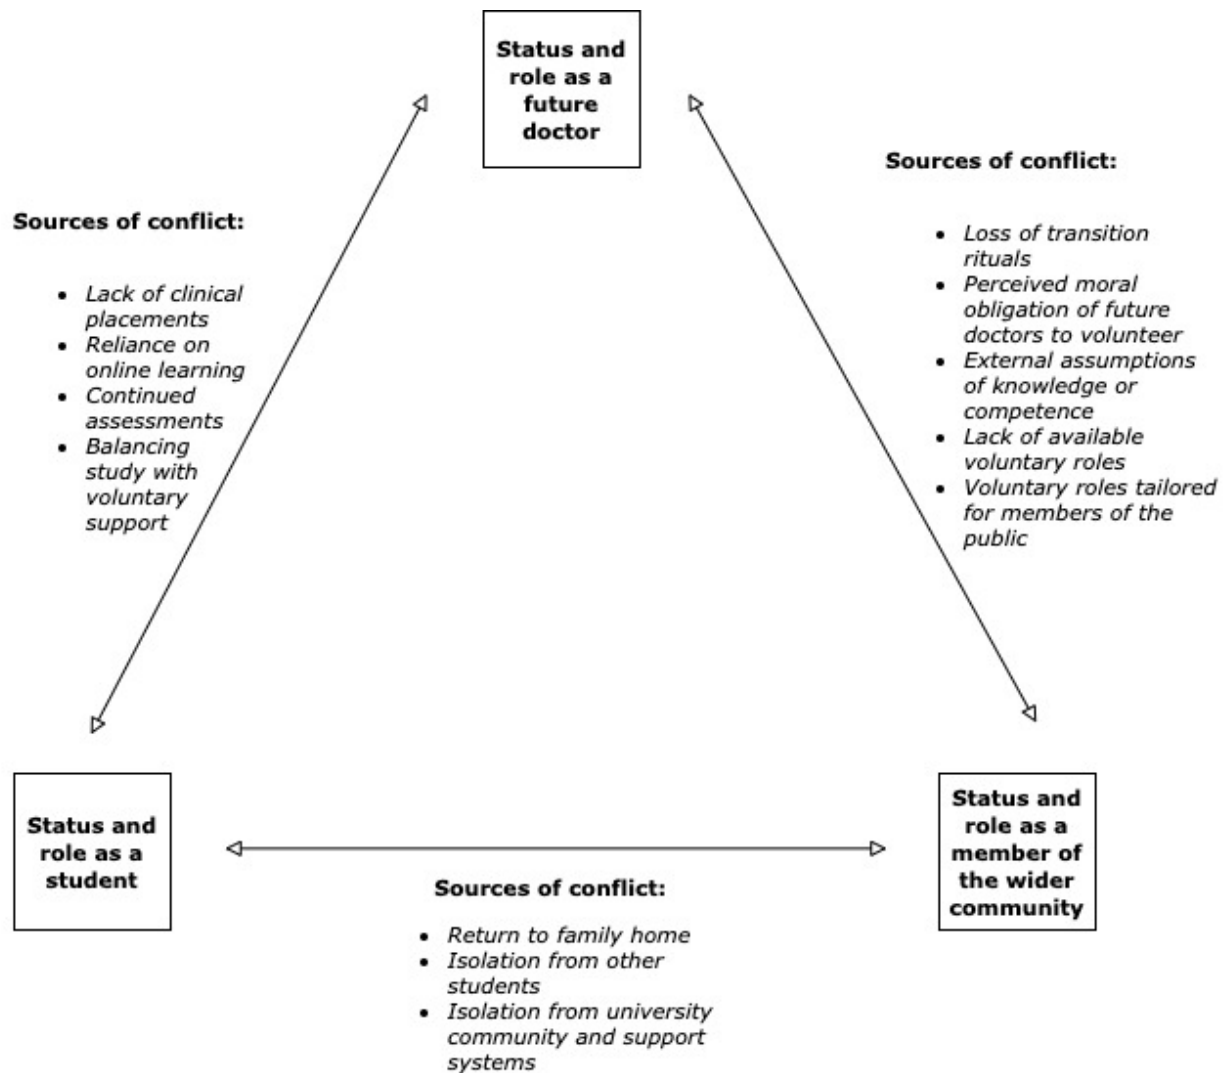 Status and
role as a
future
doctor
Sources of conflict:
• Loss of transition
rituals
• Perceived moral
obligation of future
doctors to volunteer
• External assumptions
of knowledge or
competence
• Lack of available
voluntary roles
• Voluntary roles tailored
for members of the
public
Sources of conflict:
• Lack of clinical
placements
• Reliance on
online learning
• Continued
assessments
• Balancing
study with
voluntary
support
Status and
role as a
student
Status and
role as a
member of
the wider
community
Sources of conflict:
• Return to family home
• Isolation from other
students
• Isolation from university
community and support
systems